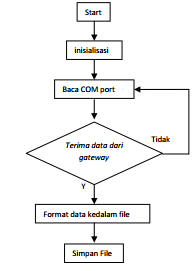 Start
inisialisasi
Baca COM port
Tidak
Terima data dari
gateway
Y
Format data kedalam file
Simpan File